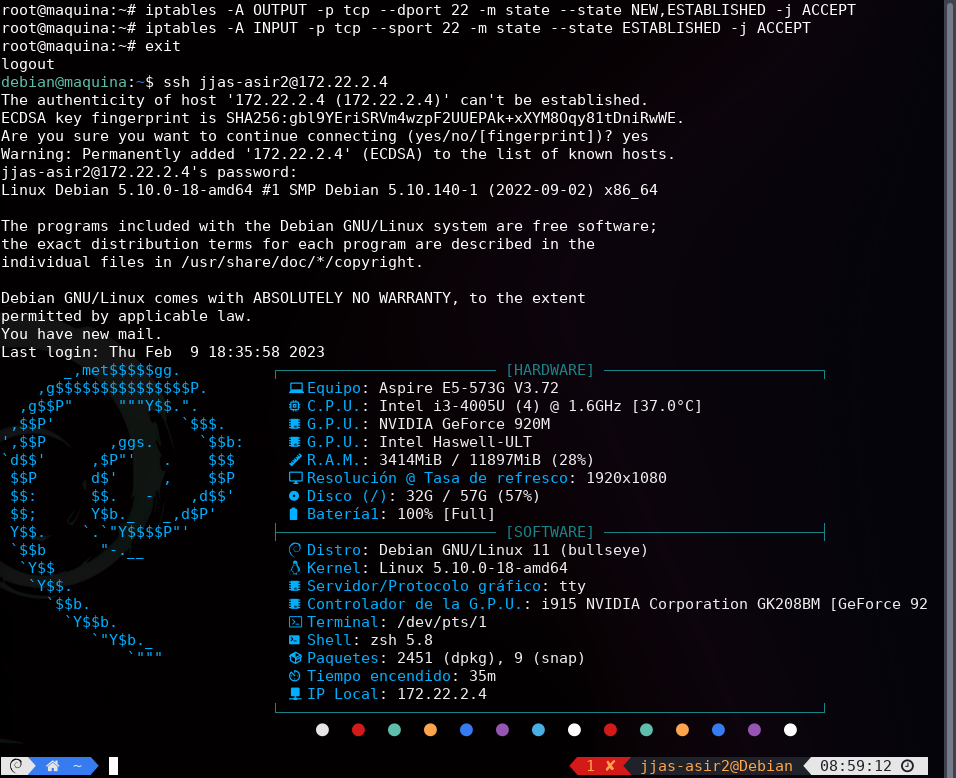 root@maquina:~# iptables -A OUTPUT -p tcp --dport 22 -m state --state NEW,ESTABLISHED -j ACCEPT
root@maquina:~# iptables -A INPUT -p tcp --sport 22 -m state --state ESTABLISHED -j ACCEPT
root@maquina:~# exit
logout
debian@maquina:~$ ssh jjas-asir2@172.22.2.4
The authenticity of host '172.22.2.4 (172.22.2.4)' can't be established.
ECDSA key fingerprint is SHA256:gbl9YEriSRVm4wzpF2UUEPAk+xXYM8Oqy81tDniRwWE.
Are you sure you want to continue connecting (yes/no/[fingerprint])? yes
Warning: Permanently added '172.22.2.4' (ECDSA) to the list of known hosts.
jjas-asir2@172.22.2.4's password:
Linux Debian 5.10.0-18-amd64 #1 SMP Debian 5.10.140-1 (2022-09-02) x86_64
The programs included with the Debian GNU/Linux system are free software;
the exact distribution terms for each program are described in the
individual files in /usr/share/doc/*/copyright.
Debian GNU/Linux comes with ABSOLUTELY NO WARRANTY, to the extent
permitted by applicable law.
You have new mail.
Last login: Thu Feb  9 18:35:58 2023
[HARDWARE]
Equipo: Aspire E5-573G V3.72
C.P.U.: Intel i3-4005U (4) @ 1.6GHz [37.0°C]
G.P.U.: NVIDIA GeForce 920M
G.P.U.: Intel Haswell-ULT
R.A.M.: 3414MiB / 11897MiB (28%)
Resolución @ Tasa de refresco: 1920x1080
Disco (/): 32G / 57G (57%)
Batería1: 100% [Full]
[SOFTWARE]
Distro: Debian GNU/Linux 11 (bullseye)
Kernel: Linux 5.10.0-18-amd64
Servidor/Protocolo gráfico: tty
Controlador de la G.P.U.: i915 NVIDIA Corporation GK208BM [GeForce 92
Terminal: /dev/pts/1
Shell: zsh 5.8
Paquetes: 2451 (dpkg), 9 (snap)
Tiempo encendido: 35m
IP Local: 172.22.2.4
~ 1 ✘ jjas-asir2@Debian 08:59:12